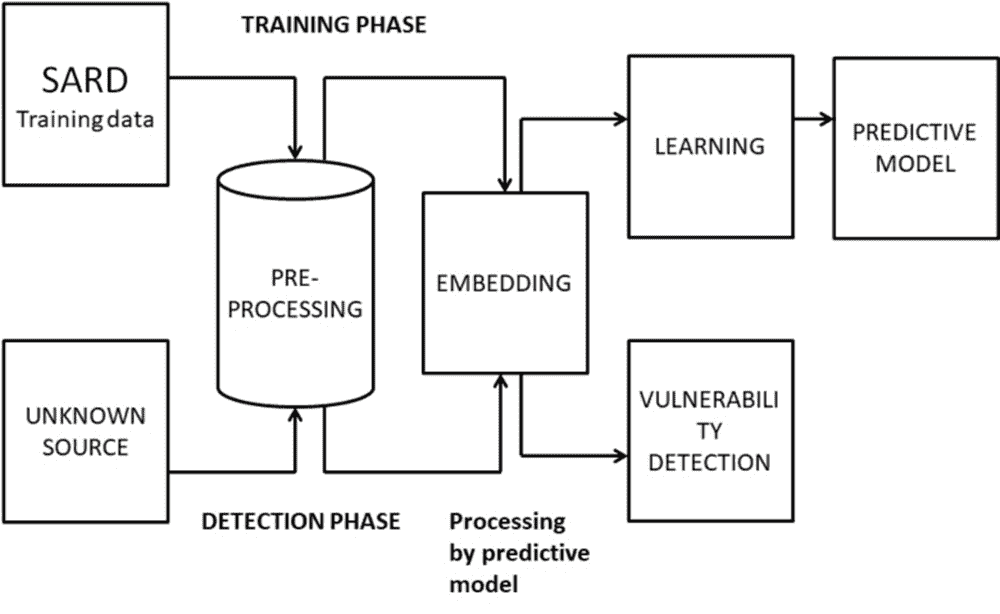 TRAINING PHASE
SARD
Training data
PRE-
PROCESSING
EMBEDDING
LEARNING
PREDICTIVE
MODEL
UNKNOWN
SOURCE
VULNERABILI
TY
DETECTION
DETECTION PHASE
Processing
by predictive
model